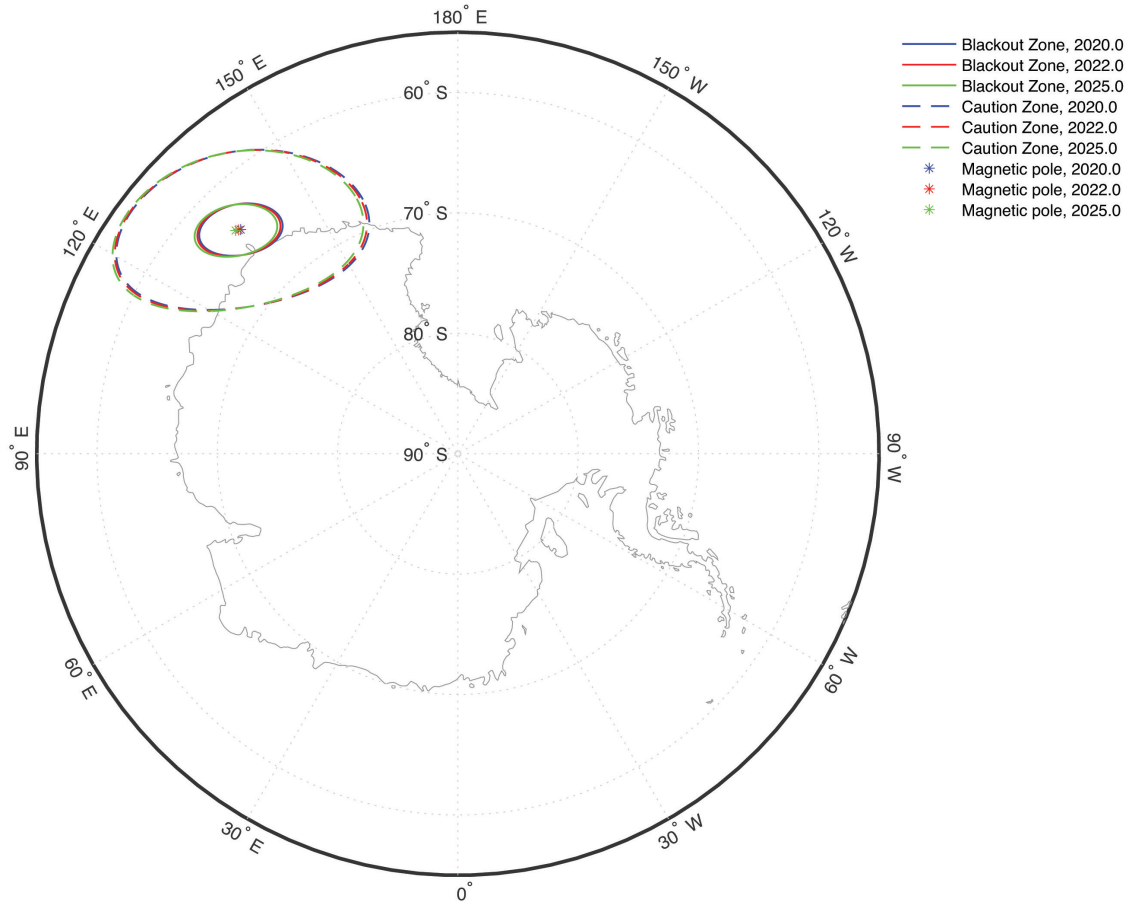 180° E
150° W
120° W
90° W
60° W
30° W
0°
30° E
60° E
90° E
120° E
150° E
60° S
70° S
80° S
90° S
Blackout Zone, 2020.0
Blackout Zone, 2022.0
Blackout Zone, 2025.0
Caution Zone, 2020.0
Caution Zone, 2022.0
Caution Zone, 2025.0
Magnetic pole, 2020.0
Magnetic pole, 2022.0
Magnetic pole, 2025.0